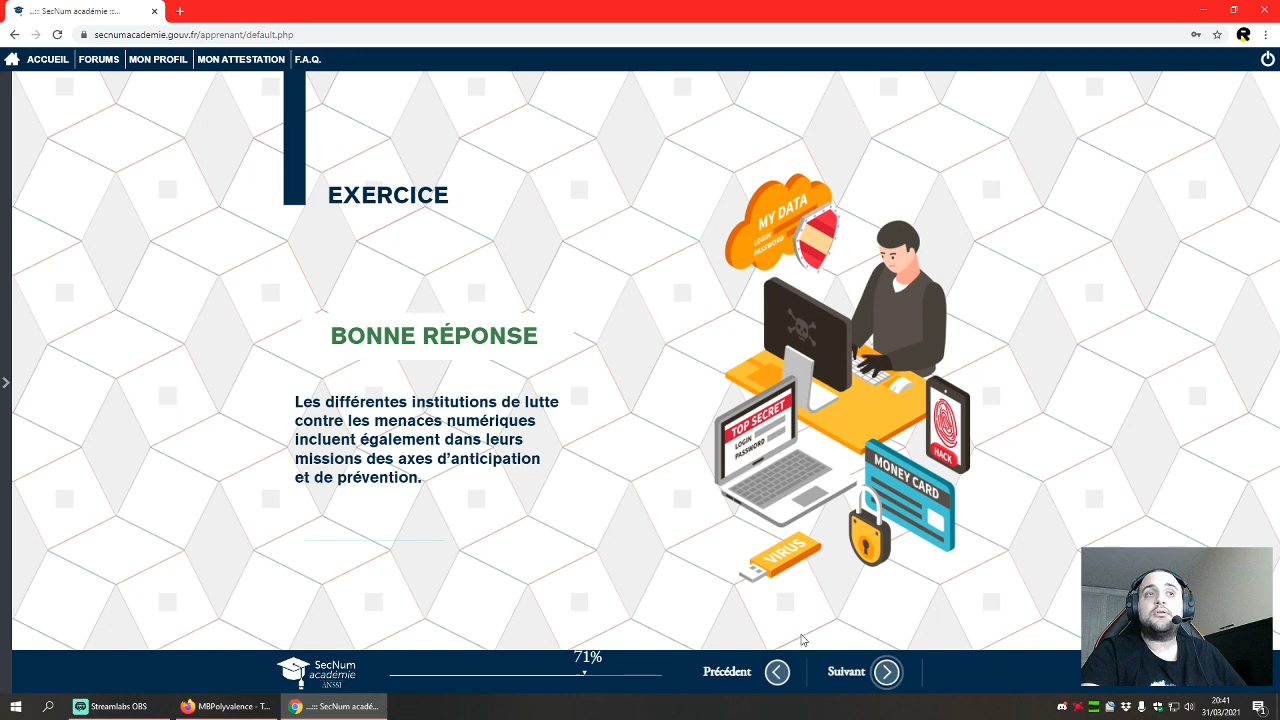 ..:: SecNum académie ::..
secnumacademie.gouv.fr/apprenant/default.php
ACCUEIL FORUMS MON PROFIL MON ATTESTATION F.A.Q.
EXERCICE
BONNE RÉPONSE
Les différentes institutions de lutte
contre les menaces numériques
incluent également dans leurs
missions des axes d'anticipation
et de prévention.
MY DATA
LOGIN
PASSWORD
TOP SECRET
LOGIN
PASSWORD
HACK
MONEY CARD
VIRUS
SecNum
académie
ANSSI
71%
Précédent
Suivant
Streamlabs OBS
MBPolyvalence - T...
..:: SecNum acadé...
20:41
31/03/2021